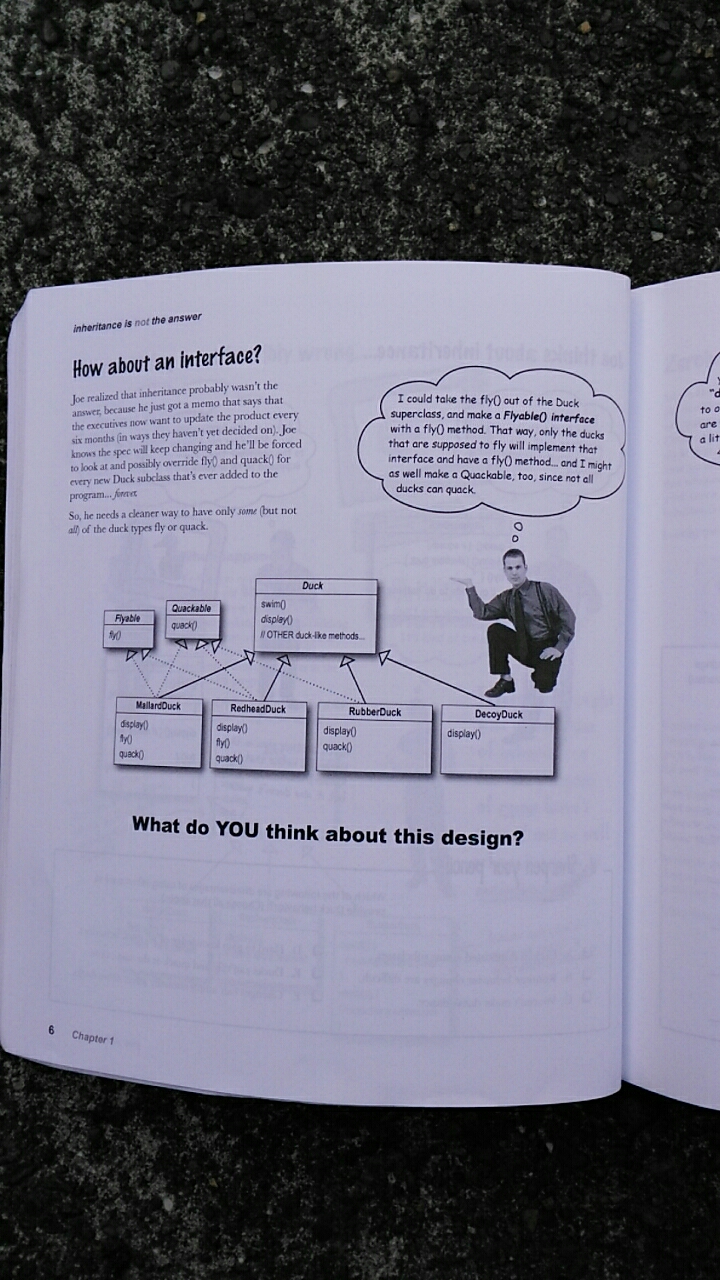 inheritance is not the answer
How about an interface?
Joe realized that inheritance probably wasn't the
answer, because he just got a memo that says that
the executives now want to update the product every
six months (in ways they haven't yet decided on). Joe
knows the spec will keep changing and he'll be forced
to look at and possibly override fly() and quack() for
every new Duck subclass that's ever added to the
program... forever.
So, he needs a cleaner way to have only some (but not
all) of the duck types fly or quack.
I could take the fly() out of the Duck
superclass, and make a Flyable() interface
with a fly() method. That way, only the ducks
that are supposed to fly will implement that
interface and have a fly() method... and I might
as well make a Quackable, too, since not all
ducks can quack.
Flyable
fly()
Quackable
quack()
Duck
swim()
display()
// OTHER duck-like methods...
MallardDuck
display()
fly()
quack()
RedheadDuck
display()
fly()
quack()
RubberDuck
display()
quack()
DecoyDuck
display()
What do YOU think about this design?
6 Chapter 1
"d
to o
are
a lit